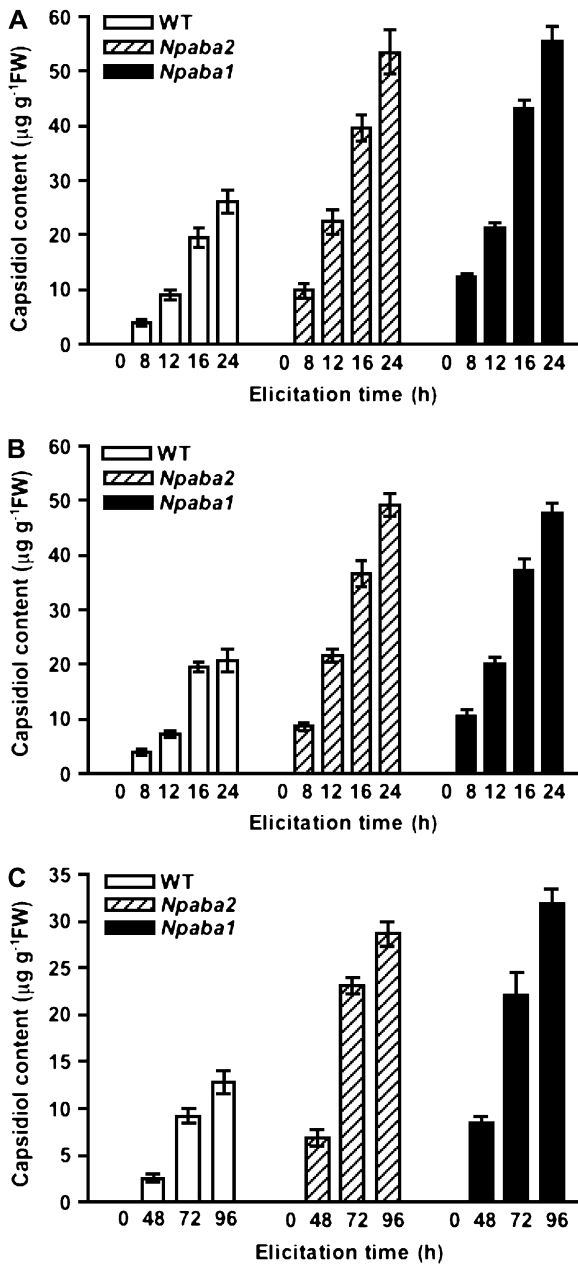 A
WT
Npaba2
Npaba1
Capsidiol content (μg g⁻¹FW)
60
50
40
30
20
10
0
0 8 12 16 24 0 8 12 16 24 0 8 12 16 24
Elicitation time (h)
B
WT
Npaba2
Npaba1
Capsidiol content (μg g⁻¹FW)
60
50
40
30
20
10
0
0 8 12 16 24 0 8 12 16 24 0 8 12 16 24
Elicitation time (h)
C
WT
Npaba2
Npaba1
Capsidiol content (μg g⁻¹FW)
35
30
25
20
15
10
5
0
0 48 72 96 0 48 72 96 0 48 72 96
Elicitation time (h)